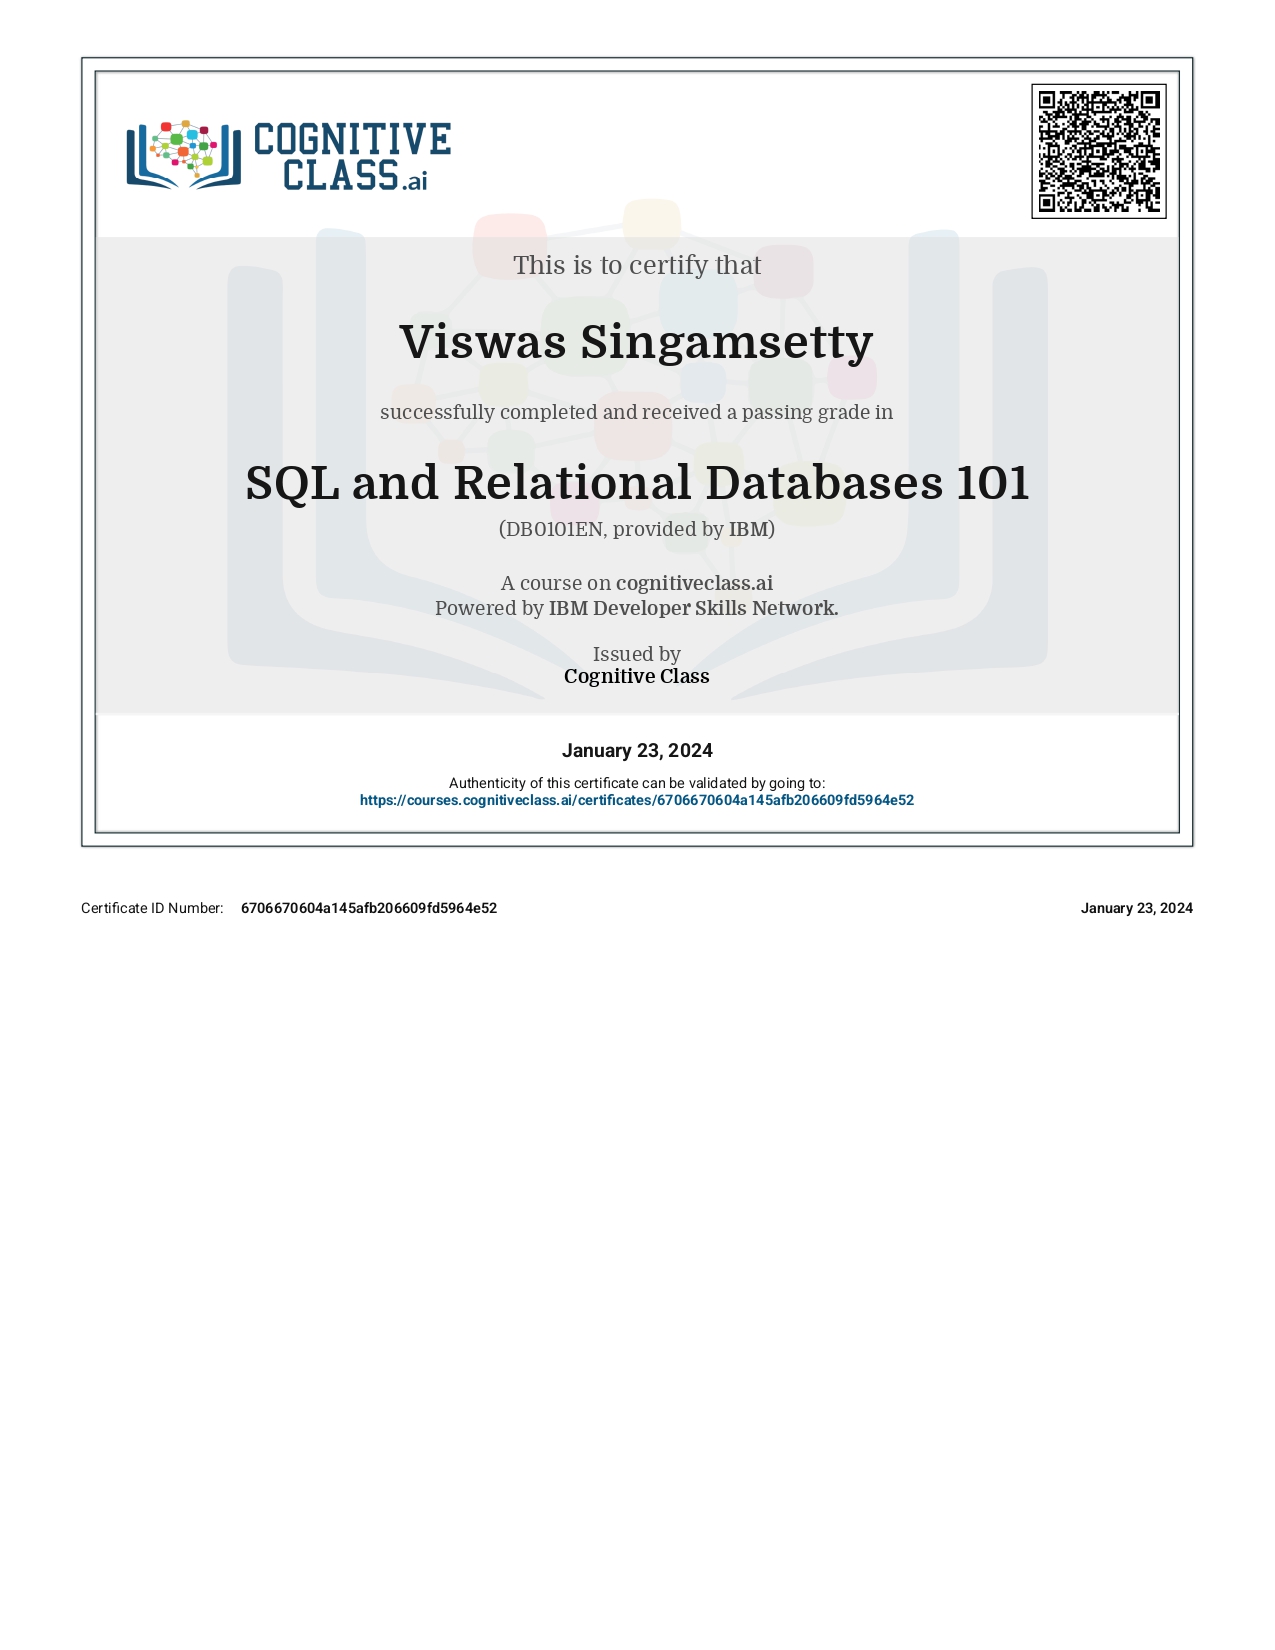 COGNITIVE
CLASS.ai
This is to certify that
Viswas Singamsetty
successfully completed and received a passing grade in
SQL and Relational Databases 101
(DB0101EN, provided by IBM)
A course on cognitiveclass.ai
Powered by IBM Developer Skills Network.
Issued by
Cognitive Class
January 23, 2024
Authenticity of this certificate can be validated by going to:
https://courses.cognitiveclass.ai/certificates/6706670604a145afb206609fd5964e52
Certificate ID Number: 6706670604a145afb206609fd5964e52
January 23, 2024